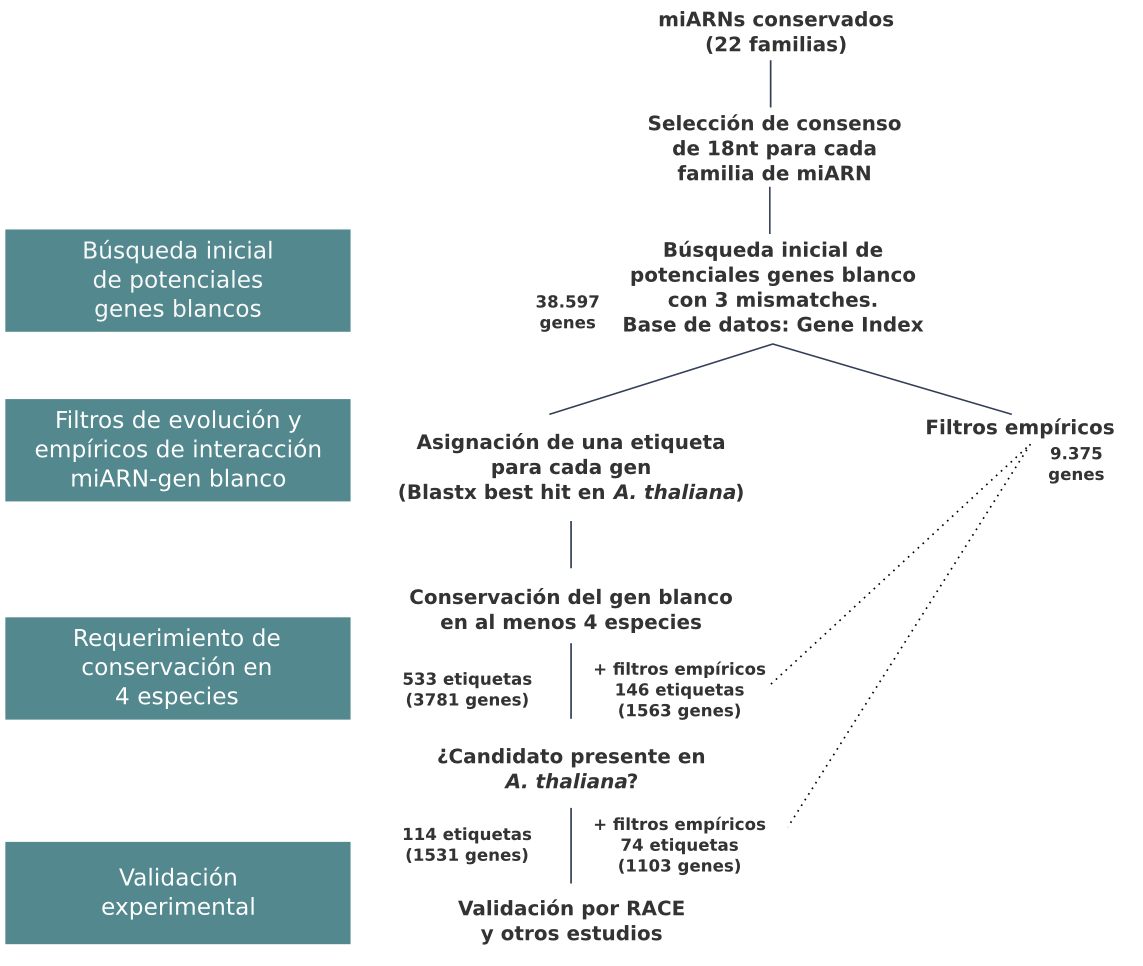 miARNs conservados
(22 familias)
Selección de consenso
de 18nt para cada
familia de miARN
Búsqueda inicial
de potenciales
genes blancos
38.597
genes
Búsqueda inicial de
potenciales genes blanco
con 3 mismatches.
Base de datos: Gene Index
Filtros de evolución y
empíricos de interacción
miARN-gen blanco
Asignación de una etiqueta
para cada gen
(Blastx best hit en A. thaliana)
Filtros empíricos
9.375
genes
Requerimiento de
conservación en
4 especies
Conservación del gen blanco
en al menos 4 especies
533 etiquetas
(3781 genes)
+ filtros empíricos
146 etiquetas
(1563 genes)
¿Candidato presente en
A. thaliana?
114 etiquetas
(1531 genes)
+ filtros empíricos
74 etiquetas
(1103 genes)
Validación
experimental
Validación por RACE
y otros estudios